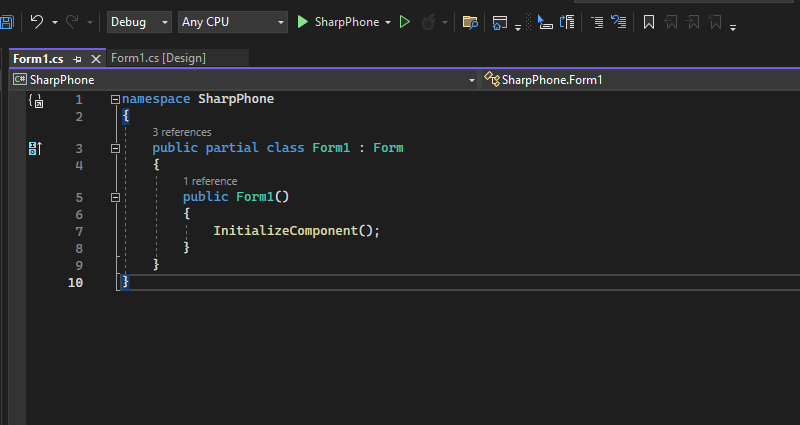 Debug Any CPU SharpPhone
Form1.cs Form1.cs [Design]
C# SharpPhone SharpPhone.Form1
1 namespace SharpPhone
2 {
3 references
3 public partial class Form1 : Form
4 {
1 reference
5 public Form1()
6 {
7 InitializeComponent();
8 }
9 }
10 }